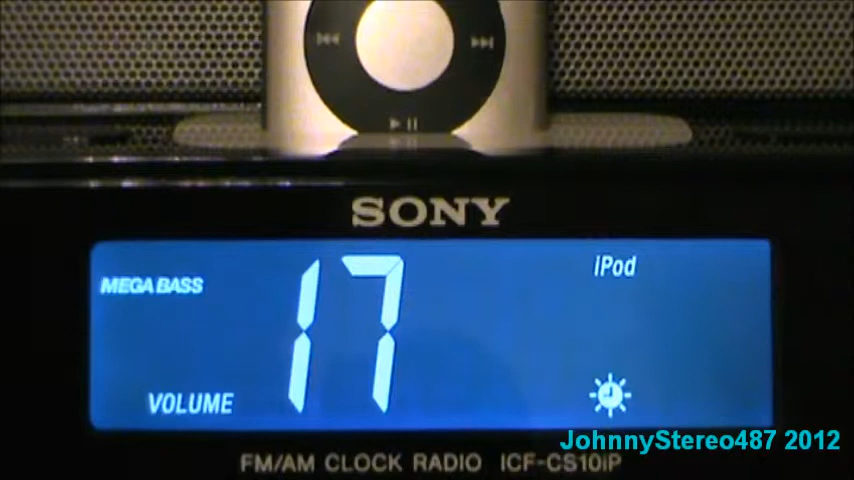 SONY
MEGA BASS
17
iPod
VOLUME
JohnnyStereo487 2012
FM/AM CLOCK RADIO ICF-CS10iP